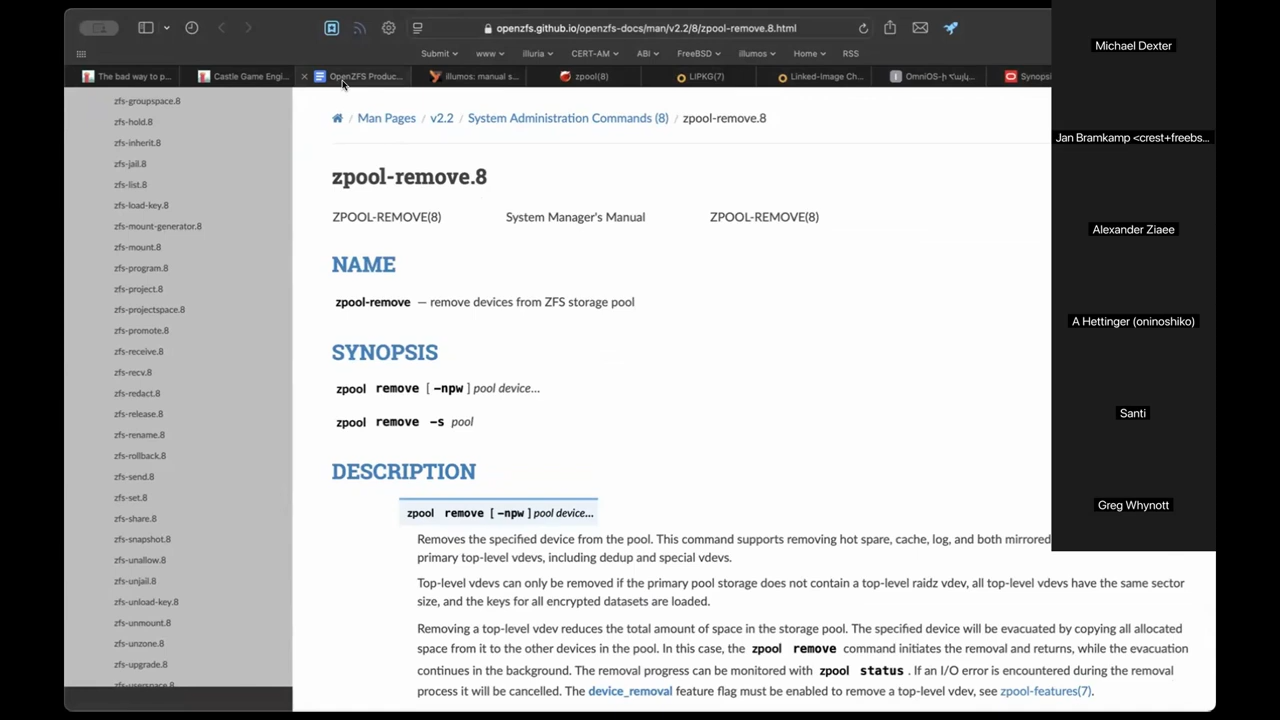 openzfs.github.io/openzfs-docs/man/v2.2/8/zpool-remove.8.html
Submit www illuria CERT-AM ABI FreeBSD illumos Home RSS
The bad way to p... Castle Game Engi... OpenZFS Produc... illumos: manual s... zpool(8) LIPKG(7) Linked-Image Ch... Synopsi
zfs-groupspace.8
zfs-hold.8
zfs-inherit.8
zfs-jail.8
zfs-list.8
zfs-load-key.8
zfs-mount-generator.8
zfs-mount.8
zfs-program.8
zfs-project.8
zfs-projectspace.8
zfs-promote.8
zfs-receive.8
zfs-recv.8
zfs-redact.8
zfs-release.8
zfs-rename.8
zfs-rollback.8
zfs-send.8
zfs-set.8
zfs-share.8
zfs-snapshot.8
zfs-unallow.8
zfs-unjail.8
zfs-unload-key.8
zfs-unmount.8
zfs-unzone.8
zfs-upgrade.8
zfs-userspace.8
/ Man Pages / v2.2 / System Administration Commands (8) / zpool-remove.8
zpool-remove.8
ZPOOL-REMOVE(8) System Manager's Manual ZPOOL-REMOVE(8)
NAME
zpool-remove — remove devices from ZFS storage pool
SYNOPSIS
zpool remove [ -npw ] pool device...
zpool remove -s pool
DESCRIPTION
zpool remove [ -npw ] pool device...
Removes the specified device from the pool. This command supports removing hot spare, cache, log, and both mirrored
primary top-level vdevs, including dedup and special vdevs.
Top-level vdevs can only be removed if the primary pool storage does not contain a top-level raidz vdev, all top-level vdevs have the same sector
size, and the keys for all encrypted datasets are loaded.
Removing a top-level vdev reduces the total amount of space in the storage pool. The specified device will be evacuated by copying all allocated
space from it to the other devices in the pool. In this case, the zpool remove command initiates the removal and returns, while the evacuation
continues in the background. The removal progress can be monitored with zpool status . If an I/O error is encountered during the removal
process it will be cancelled. The device_removal feature flag must be enabled to remove a top-level vdev, see zpool-features(7).
Michael Dexter
Jan Bramkamp <crest+freebs...
Alexander Ziaee
A Hettinger (oninoshiko)
Santi
Greg Whynott